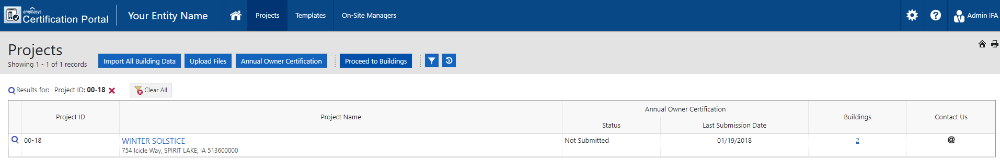 emphasys
Certification Portal
Your Entity Name
Projects
Templates
On-Site Managers
Admin IFA
Projects
Showing 1 - 1 of 1 records
Import All Building Data
Upload Files
Annual Owner Certification
Proceed to Buildings
Results for: Project ID: 00-18
Clear All
Project ID
Project Name
Annual Owner Certification
Status
Last Submission Date
Buildings
Contact Us
00-18
WINTER SOLSTICE
754 Icicle Way, SPIRIT LAKE, IA 513600000
Not Submitted
01/19/2018
2
@